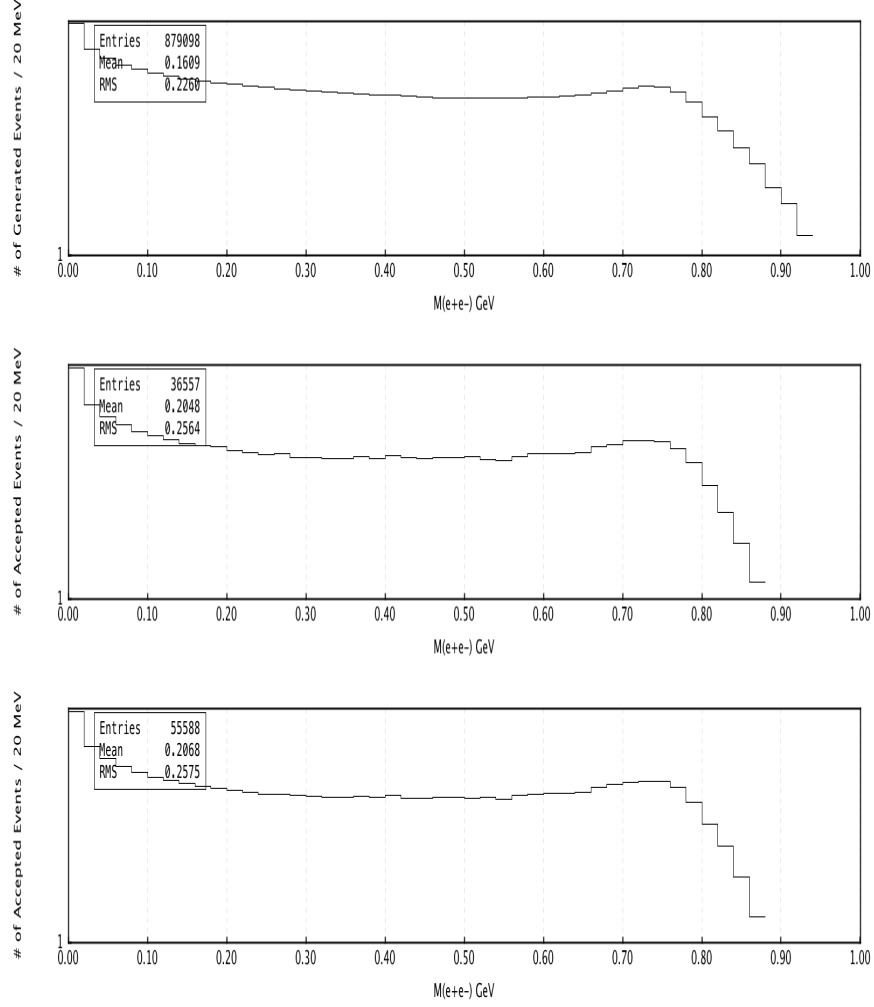 # of Generated Events / 20 MeV
Entries 879098
Mean 0.1609
RMS 0.2260
1
0.00 0.10 0.20 0.30 0.40 0.50 0.60 0.70 0.80 0.90 1.00
M(e+e-) GeV
# of Accepted Events / 20 MeV
Entries 36557
Mean 0.2048
RMS 0.2564
1
0.00 0.10 0.20 0.30 0.40 0.50 0.60 0.70 0.80 0.90 1.00
M(e+e-) GeV
# of Accepted Events / 20 MeV
Entries 55588
Mean 0.2068
RMS 0.2575
1
0.00 0.10 0.20 0.30 0.40 0.50 0.60 0.70 0.80 0.90 1.00
M(e+e-) GeV